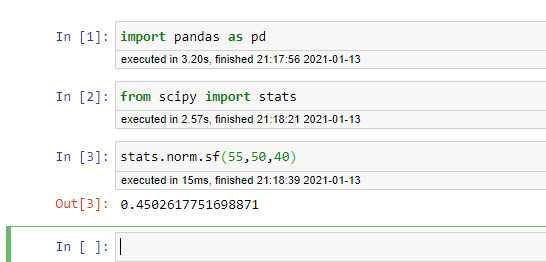 In [1]: import pandas as pd
executed in 3.20s, finished 21:17:56 2021-01-13
In [2]: from scipy import stats
executed in 2.57s, finished 21:18:21 2021-01-13
In [3]: stats.norm.sf(55,50,40)
executed in 15ms, finished 21:18:39 2021-01-13
Out[3]: 0.4502617751698871
In [ ]: